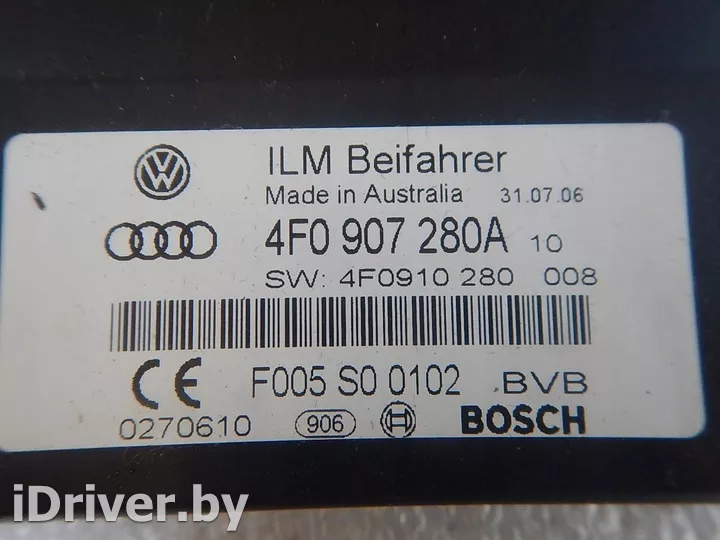 ILM Beifahrer
Made in Australia 31.07.06
4F0 907 280A 10
SW: 4F0910 280 008
F005 S0 0102 BVB
0270610 906 BOSCH
iDriver.by